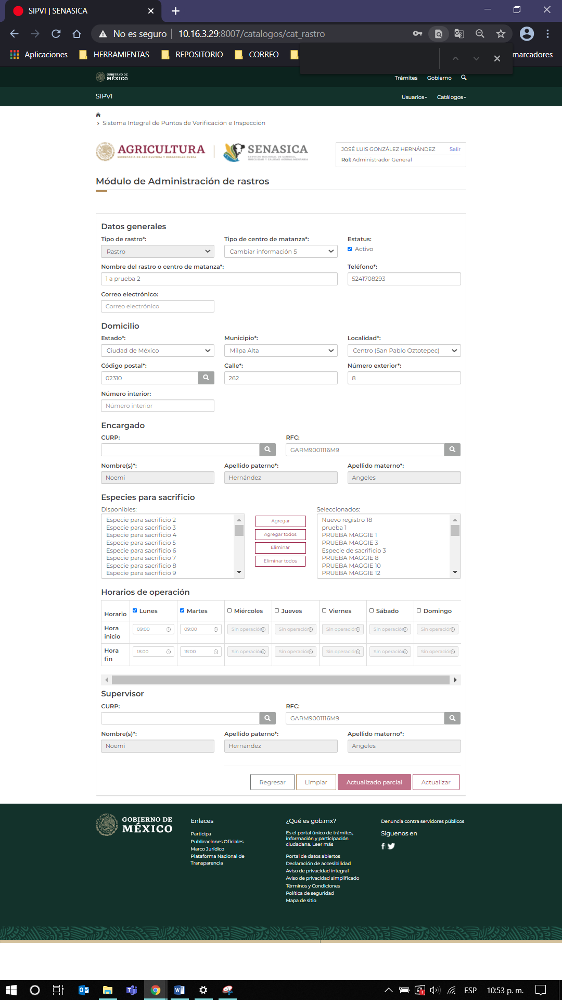 SIPVI | SENASICA
No es seguro | 10.16.3.29:8007/catalogos/cat_rastro
Aplicaciones HERRAMIENTAS REPOSITORIO CORREO marcadores
GOBIERNO DE MÉXICO
Trámites Gobierno
SIPVI
Usuarios Catálogos
Sistema Integral de Puntos de Verificación e Inspección
AGRICULTURA
SECRETARÍA DE AGRICULTURA Y DESARROLLO RURAL
SENASICA
SERVICIO NACIONAL DE SANIDAD, INOCUIDAD Y CALIDAD AGROALIMENTARIA
JOSÉ LUIS GONZÁLEZ HERNÁNDEZ Salir
Rol: Administrador General
Módulo de Administración de rastros
Datos generales
Tipo de rastro*: Tipo de centro de matanza*: Estatus:
Rastro Cambiar información 5 Activo
Nombre del rastro o centro de matanza*: Teléfono*:
1 a prueba 2 5241708293
Correo electrónico:
Correo electrónico
Domicilio
Estado*: Municipio*: Localidad*:
Ciudad de México Milpa Alta Centro (San Pablo Oztotepec)
Código postal*: Calle*: Número exterior*:
02310 262 8
Número interior:
Número interior
Encargado
CURP: RFC:
GARM9001116M9
Nombre(s)*: Apellido paterno*: Apellido materno*:
Noemi Hernández Angeles
Especies para sacrificio
Disponibles:
Especie para sacrificio 2
Especie para sacrificio 3
Especie para sacrificio 4
Especie para sacrificio 5
Especie para sacrificio 6
Especie para sacrificio 7
Especie para sacrificio 8
Especie para sacrificio 9
Agregar
Agregar todos
Eliminar
Eliminar todos
Seleccionados:
Nuevo registro 18
prueba 1
PRUEBA MAGGIE 1
PRUEBA MAGGIE 3
Especie de sacrificio 3
PRUEBA MAGGIE 8
PRUEBA MAGGIE 10
PRUEBA MAGGIE 12
Horarios de operación
Horario Lunes Martes Miércoles Jueves Viernes Sábado Domingo
Hora inicio 09:00 09:00 Sin operación Sin operación Sin operación Sin operación Sin operación
Hora fin 18:00 18:00 Sin operación Sin operación Sin operación Sin operación Sin operación
Supervisor
CURP: RFC:
GARM9001116M9
Nombre(s)*: Apellido paterno*: Apellido materno*:
Noemi Hernández Angeles
Regresar Limpiar Actualizado parcial Actualizar
GOBIERNO DE
MÉXICO
Enlaces
Participa
Publicaciones Oficiales
Marco Jurídico
Plataforma Nacional de
Transparencia
¿Qué es gob.mx?
Es el portal único de trámites,
información y participación
ciudadana. Leer más
Portal de datos abiertos
Declaración de accesibilidad
Aviso de privacidad integral
Aviso de privacidad simplificado
Términos y Condiciones
Política de seguridad
Mapa de sitio
Denuncia contra servidores públicos
Síguenos en
ESP 10:53 p. m.